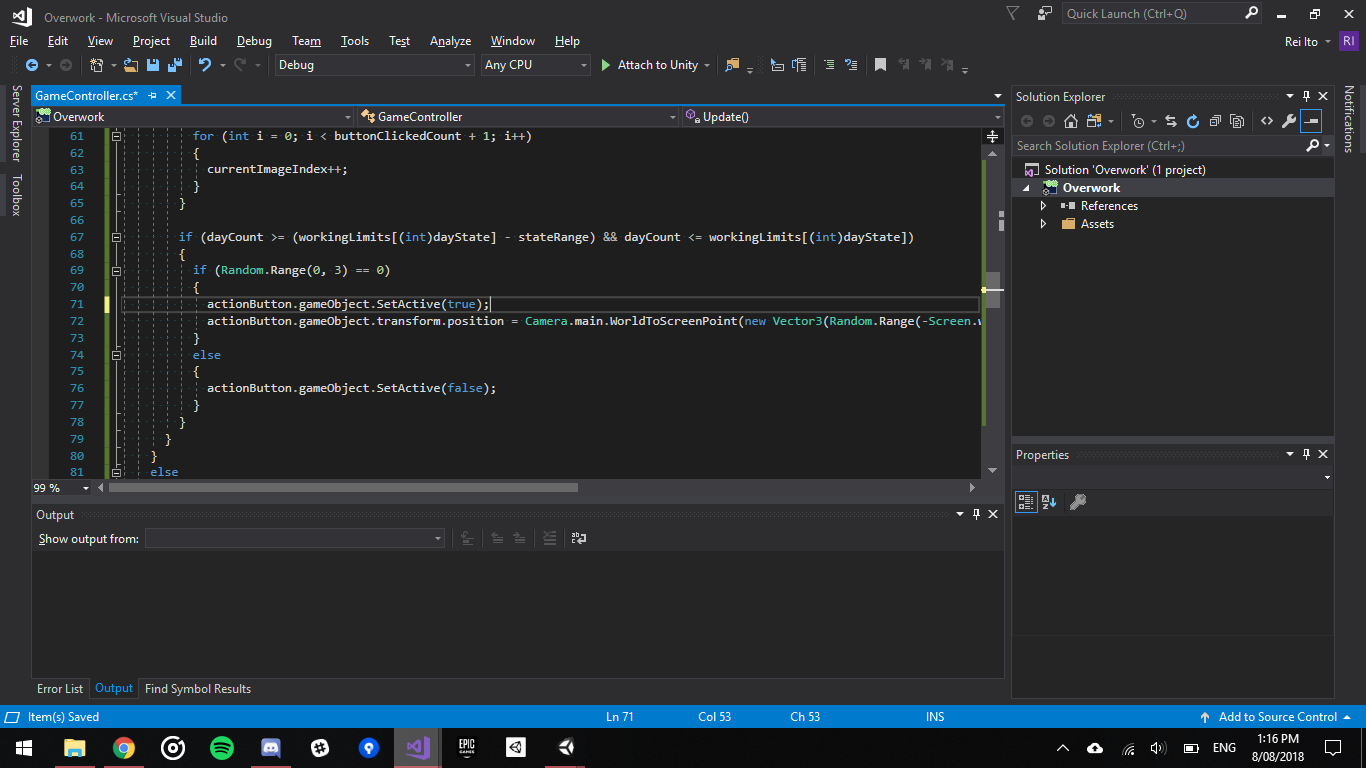 Overwork - Microsoft Visual Studio
Quick Launch (Ctrl+Q)
File Edit View Project Build Debug Team Tools Test Analyze Window Help
Rei Ito RI
Debug Any CPU Attach to Unity
Server Explorer
Toolbox
GameController.cs*
Overwork GameController Update()
61 for (int i = 0; i < buttonClickedCount + 1; i++)
62 {
63 currentImageIndex++;
64 }
65 }
66
67 if (dayCount >= (workingLimits[(int)dayState] - stateRange) && dayCount <= workingLimits[(int)dayState])
68 {
69 if (Random.Range(0, 3) == 0)
70 {
71 actionButton.gameObject.SetActive(true);
72 actionButton.gameObject.transform.position = Camera.main.WorldToScreenPoint(new Vector3(Random.Range(-Screen.
73 }
74 else
75 {
76 actionButton.gameObject.SetActive(false);
77 }
78 }
79 }
80 }
81 else
99 %
Output
Show output from:
Error List Output Find Symbol Results
Solution Explorer
Search Solution Explorer (Ctrl+;)
Solution 'Overwork' (1 project)
Overwork
References
Assets
Properties
Notifications
Item(s) Saved Ln 71 Col 53 Ch 53 INS Add to Source Control
EPIC GAMES
ENG
1:16 PM
8/08/2018